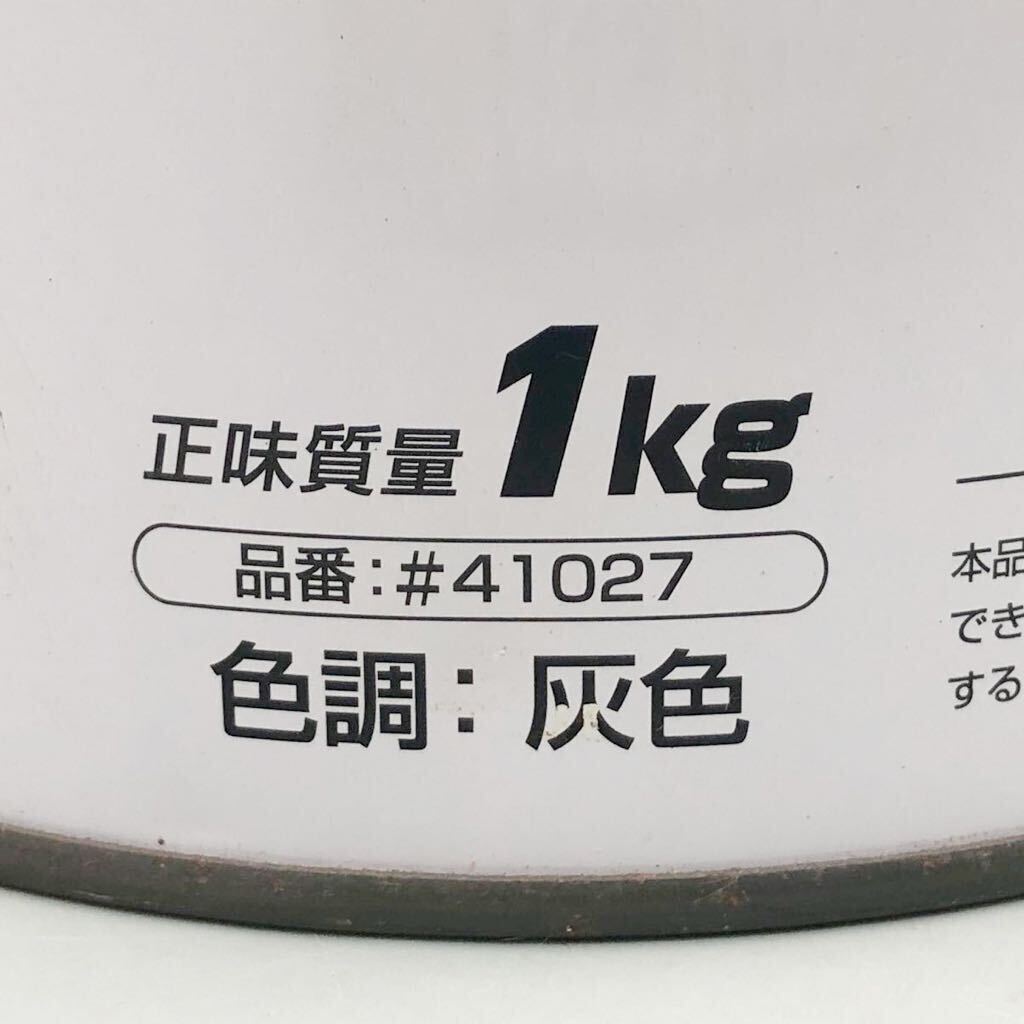 正味質量 1kg
品番:#41027
色調:灰色
本品
でき
する